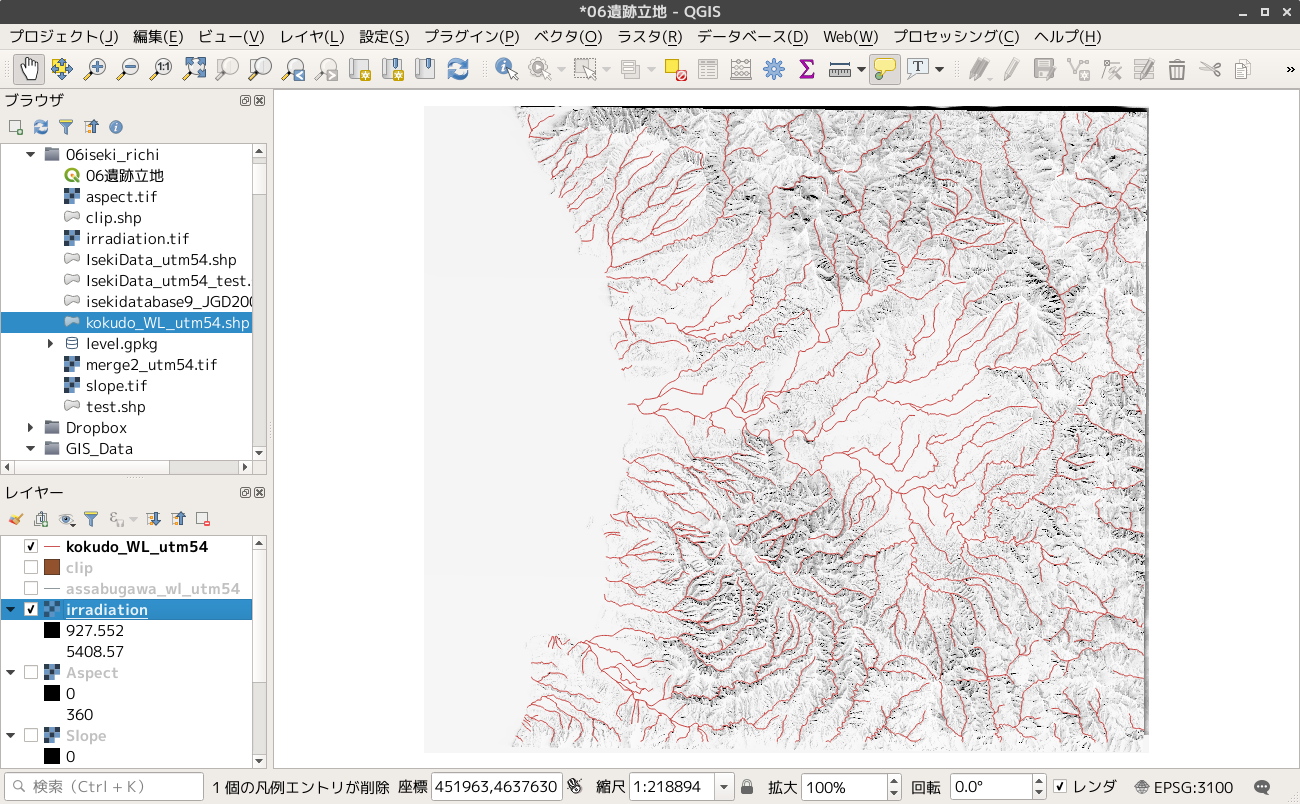 *06遺跡立地 - QGIS
プロジェクト(J) 編集(E) ビュー(V) レイヤ(L) 設定(S) プラグイン(P) ベクタ(O) ラスタ(R) データベース(D) Web(W) プロセッシング(C) ヘルプ(H)
ブラウザ
06iseki_richi
06遺跡立地
aspect.tif
clip.shp
irradiation.tif
IsekiData_utm54.shp
IsekiData_utm54_test.
isekidatabase9_JGD200
kokudo_WL_utm54.shp
level.gpkg
merge2_utm54.tif
slope.tif
test.shp
Dropbox
GIS_Data
レイヤー
kokudo_WL_utm54
clip
assabugawa_wl_utm54
irradiation
927.552
5408.57
Aspect
0
360
Slope
0
検索（Ctrl + K） 1 個の凡例エントリが削除 座標 451963,4637630 縮尺 1:218894 拡大 100% 回転 0.0° レンダ EPSG:3100